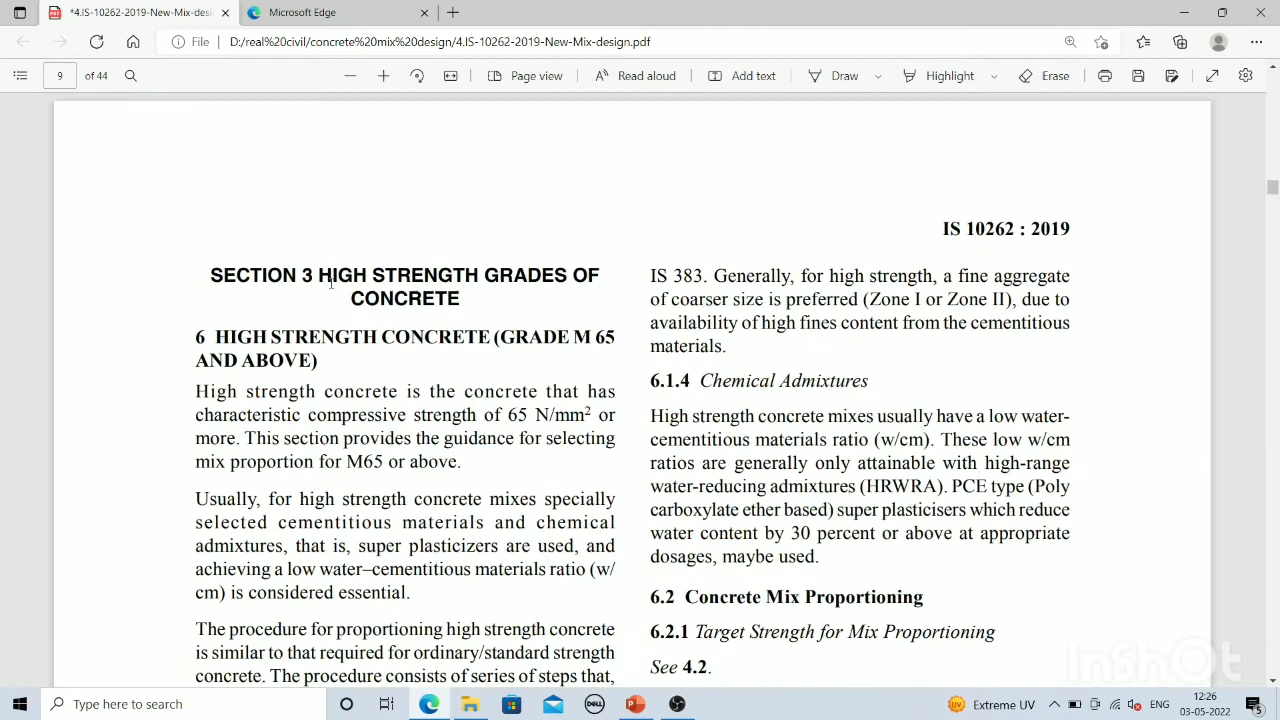 *4.IS-10262-2019-New-Mix-des
Microsoft Edge
File
D:/real%20civil/concrete%20mix%20design/4.IS-10262-2019-New-Mix-design.pdf
9 of 44
Page view
Read aloud
Add text
Draw
Highlight
Erase
IS 10262 : 2019
SECTION 3 HIGH STRENGTH GRADES OF
CONCRETE
6 HIGH STRENGTH CONCRETE (GRADE M 65
AND ABOVE)
High strength concrete is the concrete that has
characteristic compressive strength of 65 N/mm² or
more. This section provides the guidance for selecting
mix proportion for M65 or above.
Usually, for high strength concrete mixes specially
selected cementitious materials and chemical
admixtures, that is, super plasticizers are used, and
achieving a low water–cementitious materials ratio (w/
cm) is considered essential.
The procedure for proportioning high strength concrete
is similar to that required for ordinary/standard strength
concrete. The procedure consists of series of steps that,
IS 383. Generally, for high strength, a fine aggregate
of coarser size is preferred (Zone I or Zone II), due to
availability of high fines content from the cementitious
materials.
6.1.4 Chemical Admixtures
High strength concrete mixes usually have a low water-
cementitious materials ratio (w/cm). These low w/cm
ratios are generally only attainable with high-range
water-reducing admixtures (HRWRA). PCE type (Poly
carboxylate ether based) super plasticisers which reduce
water content by 30 percent or above at appropriate
dosages, maybe used.
6.2 Concrete Mix Proportioning
6.2.1 Target Strength for Mix Proportioning
See 4.2.
InShOt
Type here to search
DELL
UV
Extreme UV
ENG
12:26
03-05-2022
5